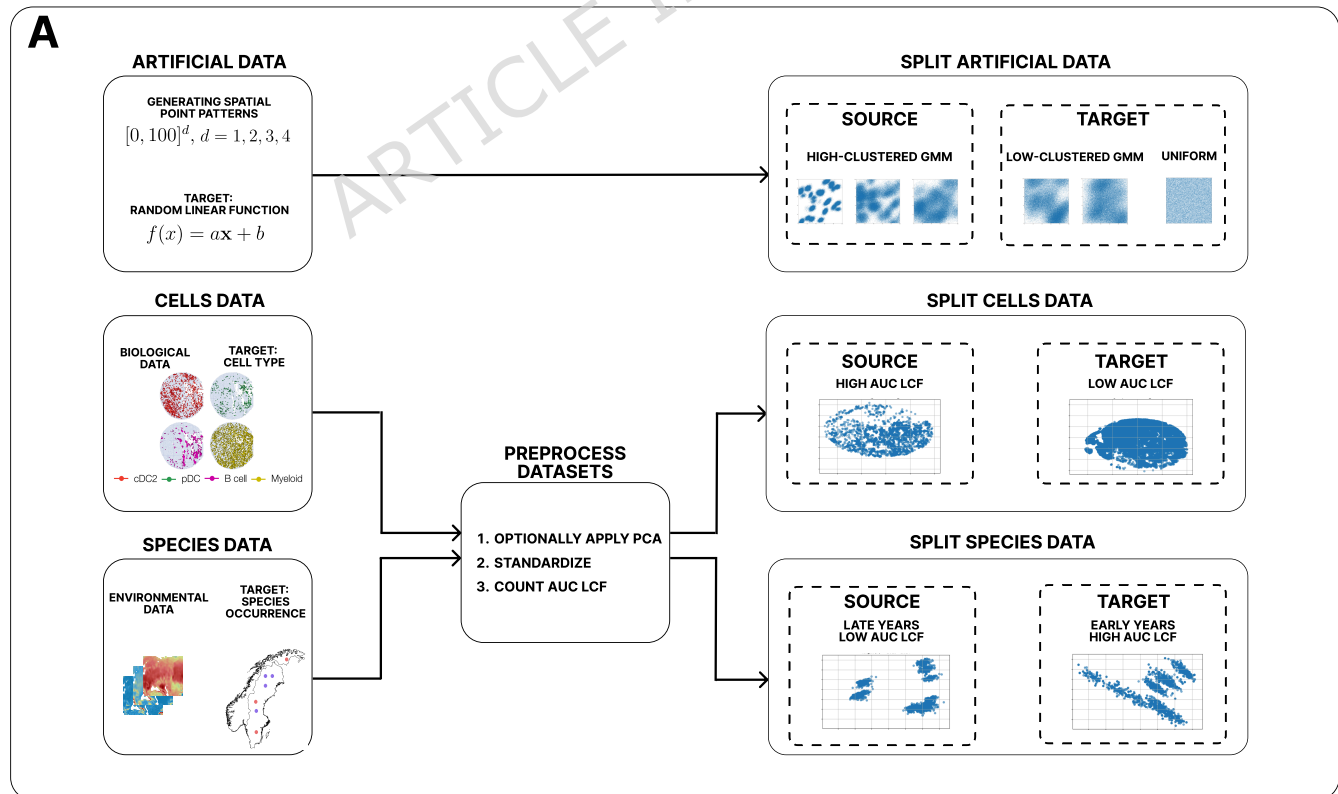 A
ARTICLE I
ARTIFICIAL DATA
GENERATING SPATIAL
POINT PATTERNS
[0, 100]^d, d = 1, 2, 3, 4
TARGET:
RANDOM LINEAR FUNCTION
f(x) = ax + b
SPLIT ARTIFICIAL DATA
SOURCE
HIGH-CLUSTERED GMM
TARGET
LOW-CLUSTERED GMM
UNIFORM
CELLS DATA
BIOLOGICAL
DATA
TARGET:
CELL TYPE
cDC2
pDC
B cell
Myeloid
SPECIES DATA
ENVIRONMENTAL
DATA
TARGET:
SPECIES
OCCURRENCE
PREPROCESS
DATASETS
1. OPTIONALLY APPLY PCA
2. STANDARDIZE
3. COUNT AUC LCF
SPLIT CELLS DATA
SOURCE
HIGH AUC LCF
TARGET
LOW AUC LCF
SPLIT SPECIES DATA
SOURCE
LATE YEARS
LOW AUC LCF
TARGET
EARLY YEARS
HIGH AUC LCF